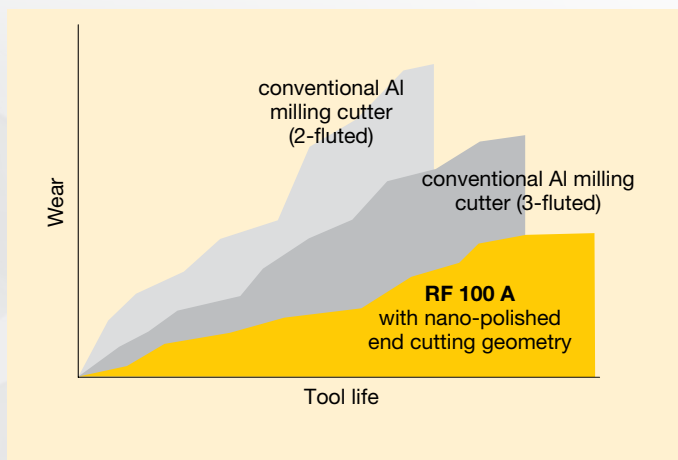 conventional Al
milling cutter
(2-fluted)
conventional Al milling
cutter (3-fluted)
RF 100 A
with nano-polished
end cutting geometry
Wear
Tool life